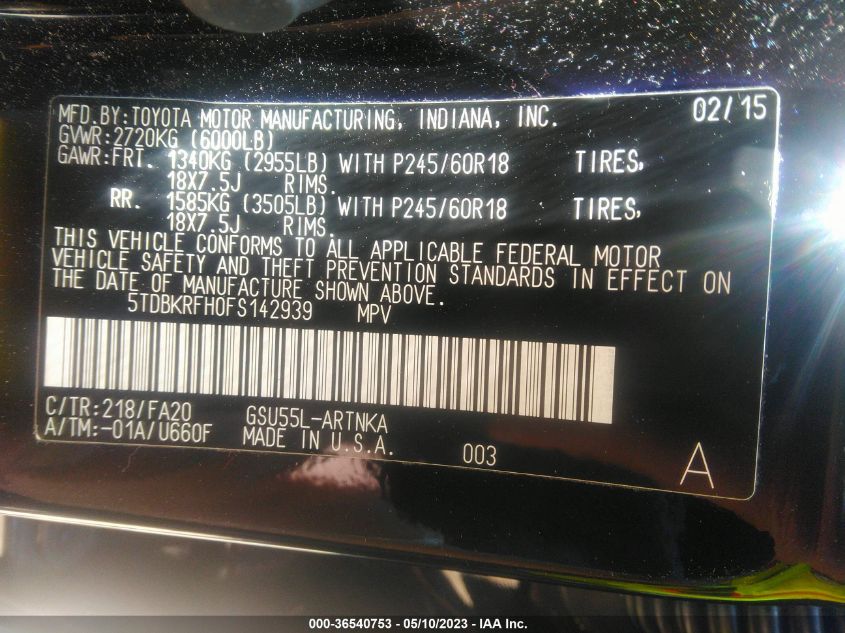 MFD.BY:TOYOTA MOTOR MANUFACTURING, INDIANA, INC. 02/15
GVWR:2720KG (6000LB)
GAWR:FRT. 1340KG (2955LB) WITH P245/60R18 TIRES,
18X7.5J RIMS.
RR. 1585KG (3505LB) WITH P245/60R18 TIRES,
18X7.5J RIMS.
THIS VEHICLE CONFORMS TO ALL APPLICABLE FEDERAL MOTOR
VEHICLE SAFETY AND THEFT PREVENTION STANDARDS IN EFFECT ON
THE DATE OF MANUFACTURE SHOWN ABOVE.
5TDBKRFH0FS142939 MPV
C/TR:218/FA20 GSU55L-ARTNKA
A/TM:-01A/U660F MADE IN U.S.A. 003 A
000-36540753 - 05/10/2023 - IAA Inc.